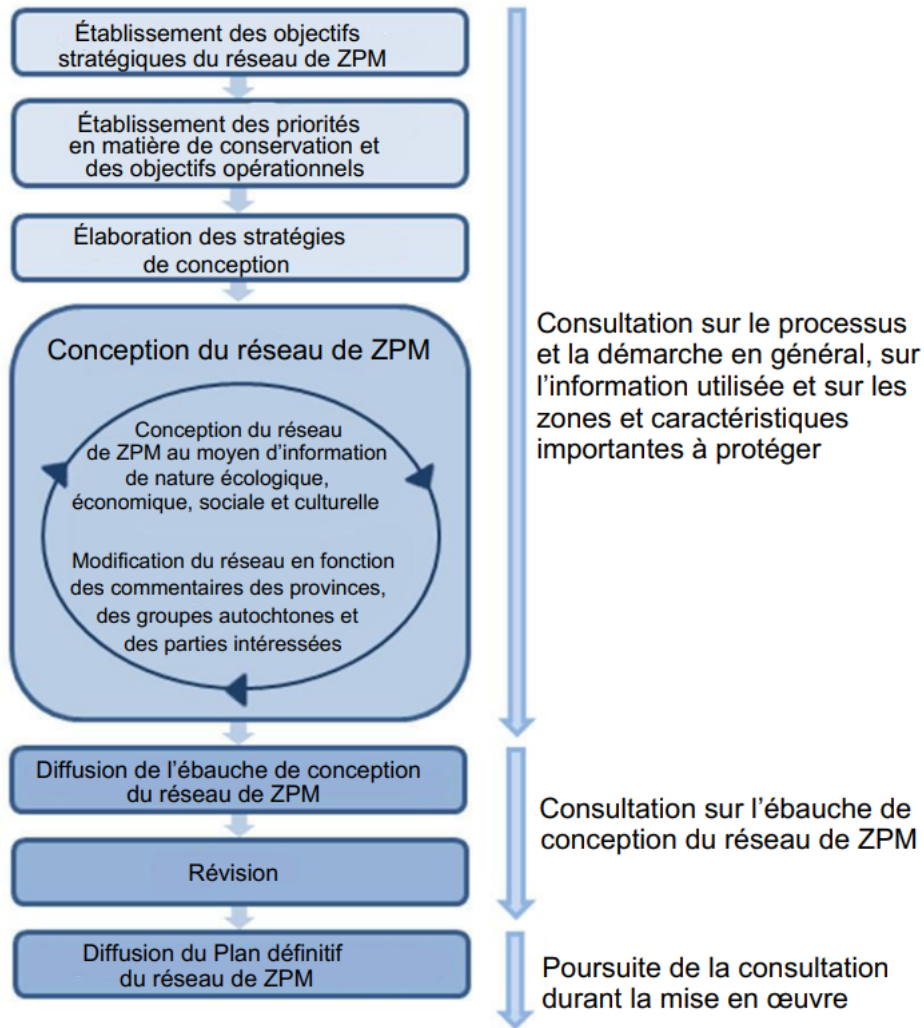 Établissement des objectifs
stratégiques du réseau de ZPM
Établissement des priorités
en matière de conservation et
des objectifs opérationnels
Élaboration des stratégies
de conception
Conception du réseau de ZPM
Conception du réseau
de ZPM au moyen d'information
de nature écologique,
économique, sociale et culturelle
Modification du réseau en fonction
des commentaires des provinces,
des groupes autochtones et
des parties intéressées
Consultation sur le processus
et la démarche en général, sur
l'information utilisée et sur les
zones et caractéristiques
importantes à protéger
Diffusion de l'ébauche de conception
du réseau de ZPM
Révision
Consultation sur l'ébauche de
conception du réseau de ZPM
Diffusion du Plan définitif
du réseau de ZPM
Poursuite de la consultation
durant la mise en œuvre